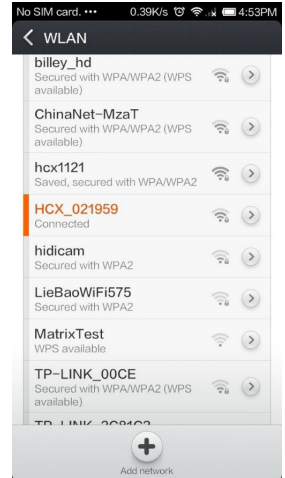 No SIM card. ••• 0.39K/s 4:53PM
WLAN
billey_hd
Secured with WPA/WPA2 (WPS
available)
ChinaNet-MzaT
Secured with WPA/WPA2 (WPS
available)
hcx1121
Saved, secured with WPA/WPA2
HCX_021959
Connected
hidicam
Secured with WPA2
LieBaoWiFi575
Secured with WPA2
MatrixTest
WPS available
TP-LINK_00CE
Secured with WPA/WPA2 (WPS
available)
Add network